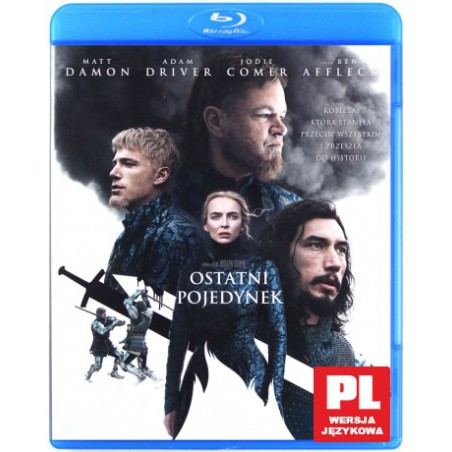 Blu-ray Disc
MATT ADAM JODIE BEN
DAMON DRIVER COMER AFFLECK
KOBIETA,
KTÓRA STANĘŁA
PRZECIW WSZYSTKIM
I PRZESZŁA
DO HISTORII
OSTATNI
POJEDYNEK
PL
WERSJA
JĘZYKOWA